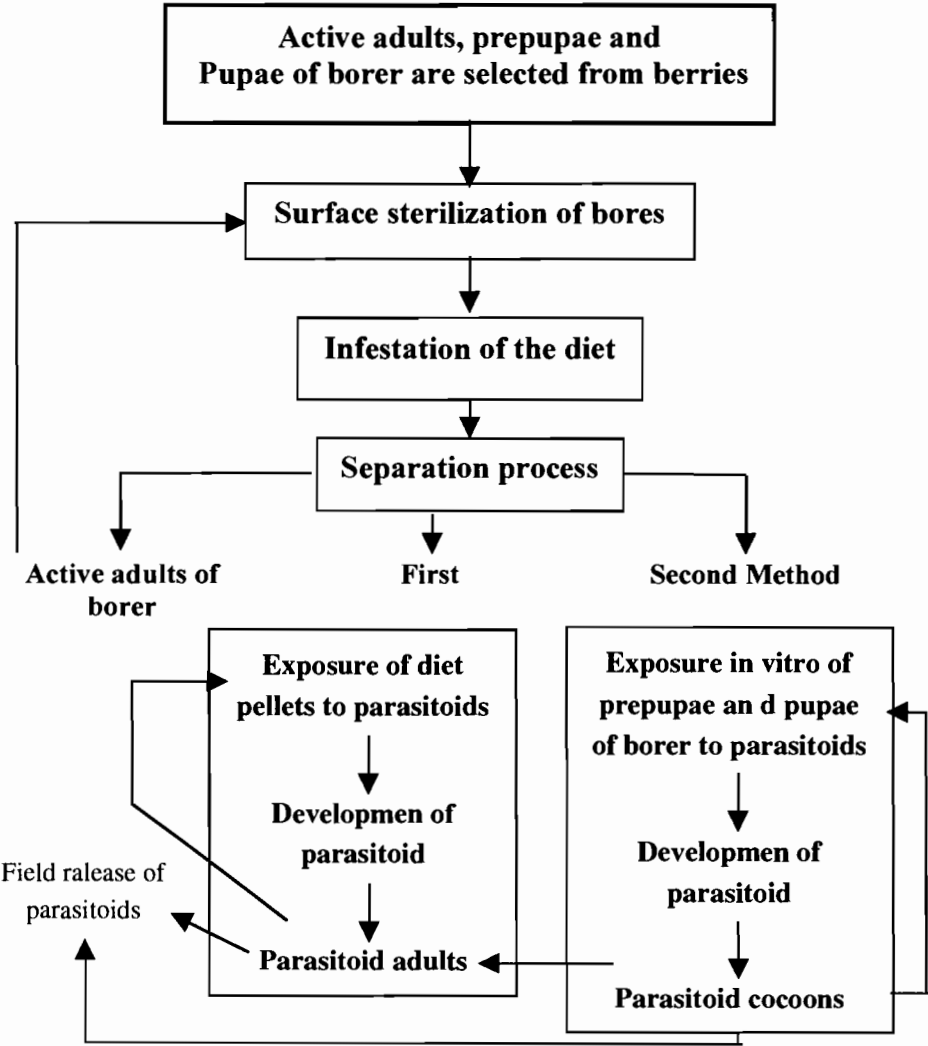 Active adults, prepupae and
Pupae of borer are selected from berries
Surface sterilization of bores
Infestation of the diet
Separation process
Active adults of
borer
First
Second Method
Exposure of diet
pellets to parasitoids
Developmen of
parasitoid
Parasitoid adults
Exposure in vitro of
prepupae an d pupae
of borer to parasitoids
Developmen of
parasitoid
Parasitoid cocoons
Field ralease of
parasitoids